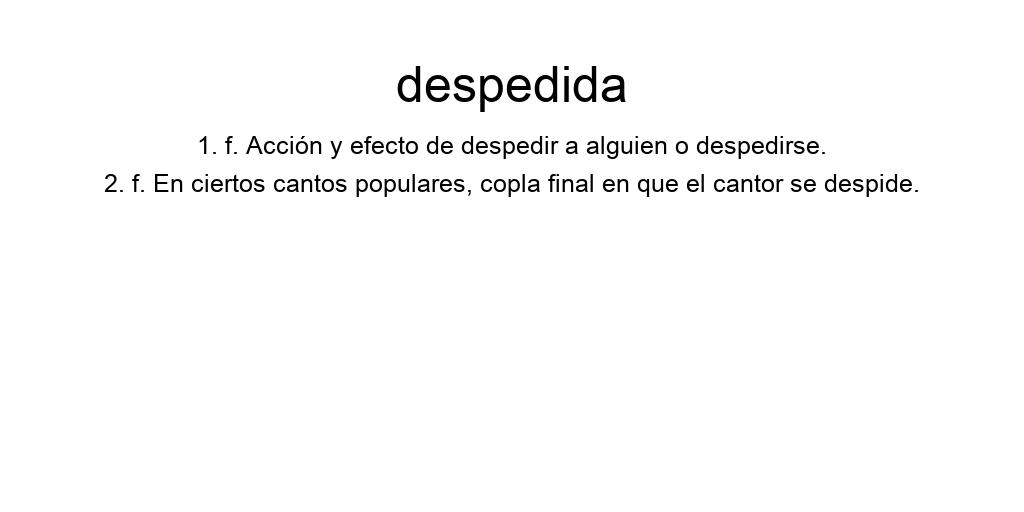 despedida
1. f. Acción y efecto de despedir a alguien o despedirse.
2. f. En ciertos cantos populares, copla final en que el cantor se despide.